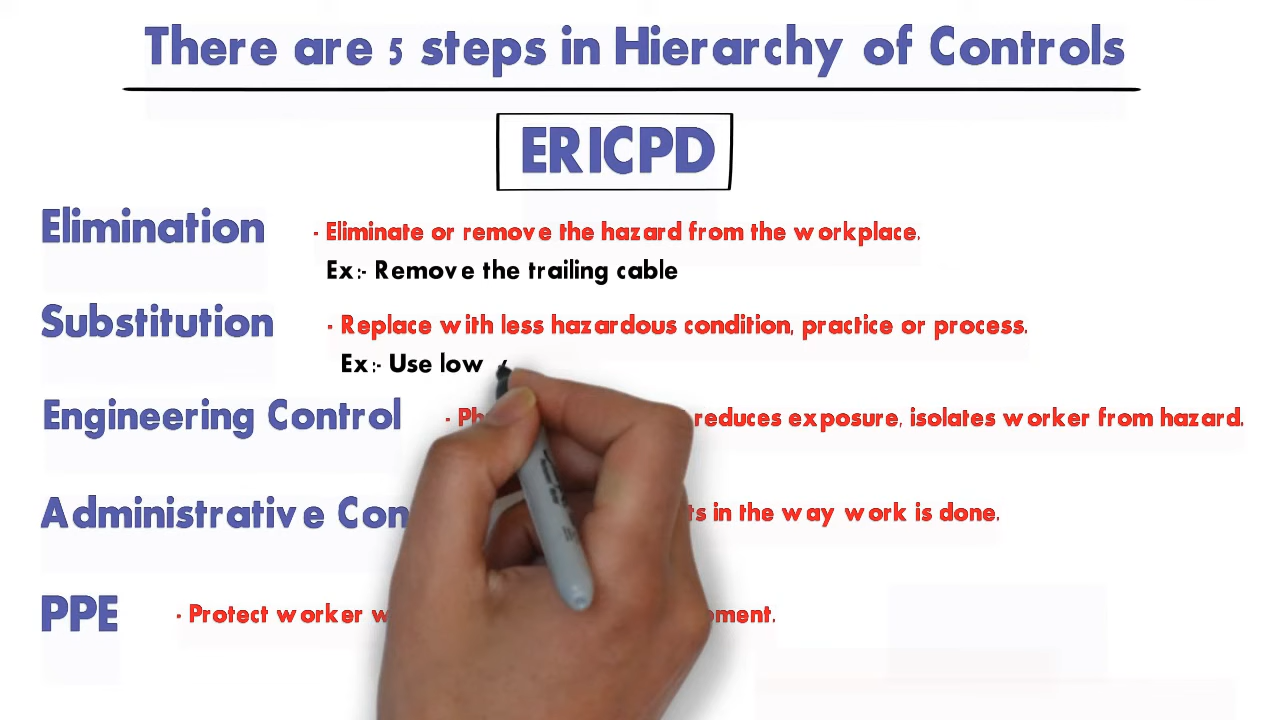 There are 5 steps in Hierarchy of Controls
ERICPD
Elimination - Eliminate or remove the hazard from the workplace.
Ex:- Remove the trailing cable
Substitution - Replace with less hazardous condition, practice or process.
Ex:- Use low
Engineering Control - reduces exposure, isolates worker from hazard.
Administrative in the way work is done.
PPE - Protect worker